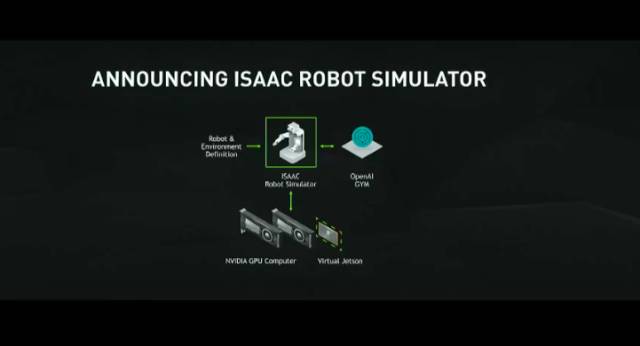 ANNOUNCING ISAAC ROBOT SIMULATOR
Robot &
Environment
Definition
ISAAC
Robot Simulator
OpenAI
GYM
NVIDIA GPU Computer
Virtual Jetson